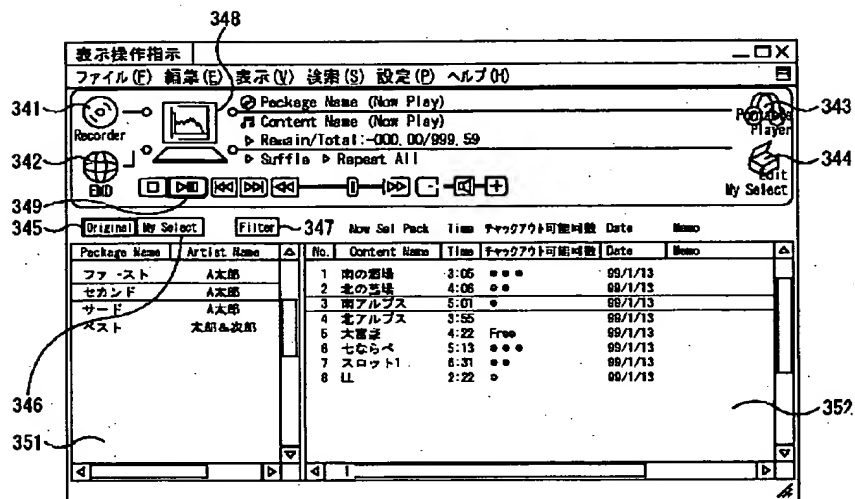 348
表示操作指示
ファイル(F) 編集(E) 表示(V) 検索(S) 設定(P) ヘルプ(H)
341
Recorder
Package Name (Now Play)
Content Name (Now Play)
Remain/Total:-000.00/999.59
Suffle Repeat All
343
Portable Player
342
EMD
344
Edit
My Select
349
345
Original My Select Filter 347 Now Sel Pack Time チャックアウト可能回数 Date Memo
Package Name Artist Name
No. Content Name Time チャックアウト可能回数 Date Memo
ファースト A太郎
セカンド A太郎
サード A太郎
ベスト 太郎&次郎
1 南の酒場 3:05 ●●● 99/1/13
2 北の 場 4:06 ●● 99/1/13
3 南アルプス 5:01 ● 99/1/13
4 北アルプス 3:55 99/1/13
5 大富豪 4:22 Free 99/1/13
6 七ならべ 5:13 ●●● 99/1/13
7 スロット1 6:31 ●● 99/1/13
8 LL 2:22 ○ 99/1/13
346
351
352